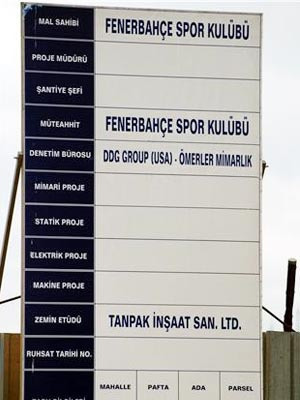 MAL SAHİBİ FENERBAHÇE SPOR KULÜBÜ
PROJE MÜDÜRÜ
ŞANTİYE ŞEFİ
MÜTEAHHİT FENERBAHÇE SPOR KULÜBÜ
DENETİM BÜROSU DDG GROUP (USA) - ÖMERLER MİMARLIK
MİMARİ PROJE
STATİK PROJE
ELEKTRİK PROJE
MAKİNE PROJE
ZEMİN ETÜDÜ TANPAK İNŞAAT SAN. LTD.
RUHSAT TARİHİ NO.
MAHALLE PAFTA ADA PARSEL